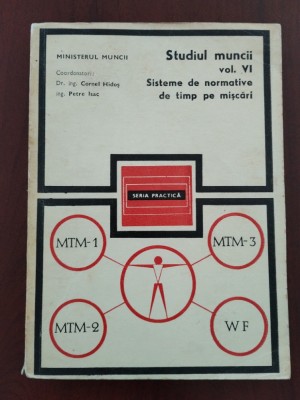 MINISTERUL MUNCII
Coordonatori:
Dr. ing. Cornel Hidoș
ing. Petre Isac
Studiul muncii
vol. VI
Sisteme de normative
de timp pe mișcări
SERIA PRACTICĂ
MTM-1
MTM-3
MTM-2
WF